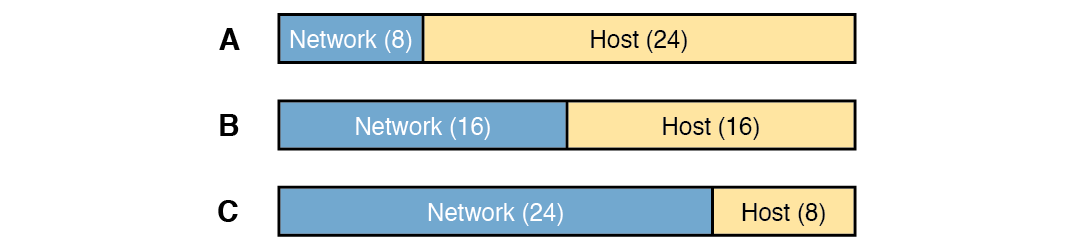 A Network (8) Host (24)
B Network (16) Host (16)
C Network (24) Host (8)